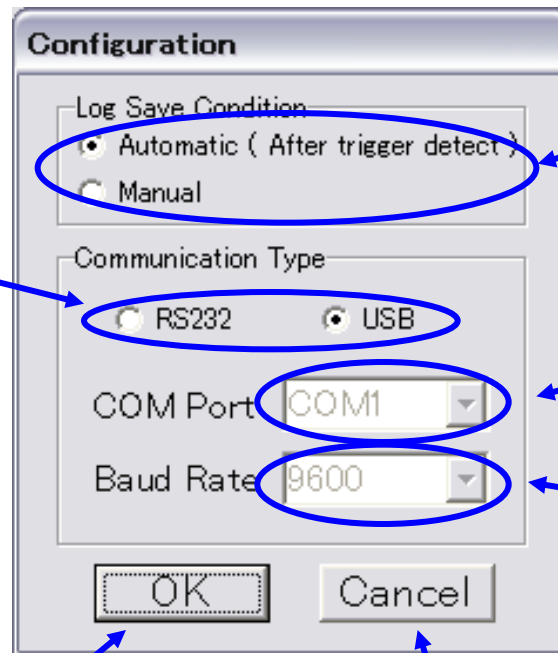 Configuration
Log Save Condition
Automatic ( After trigger detect )
Manual
Communication Type
RS232 USB
COM Port COM1
Baud Rate 9600
OK Cancel